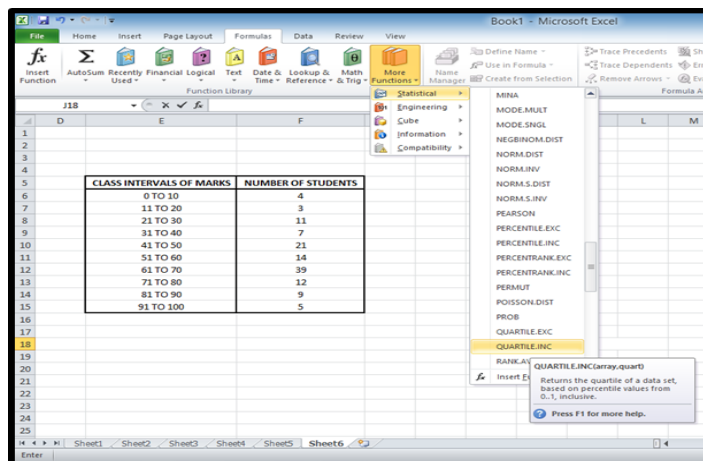 Book1 - Microsoft Excel
File Home Insert Page Layout Formulas Data Review View
Insert Function
AutoSum
Recently Used
Financial
Logical
Text
Date & Time
Lookup & Reference
Math & Trig
More Functions
Name Manager
Define Name
Use in Formula
Create from Selection
Trace Precedents
Trace Dependents
Remove Arrows
Function Library
Formula A
J18 fx
Statistical
Engineering
Cube
Information
Compatibility
MINA
MODE.MULT
MODE.SNGL
NEGBINOM.DIST
NORM.DIST
NORM.INV
NORM.S.DIST
NORM.S.INV
PEARSON
PERCENTILE.EXC
PERCENTILE.INC
PERCENTRANK.EXC
PERCENTRANK.INC
PERMUT
POISSON.DIST
PROB
QUARTILE.EXC
QUARTILE.INC
RANK.AV
fx Insert
QUARTILE.INC(array,quart)
Returns the quartile of a data set,
based on percentile values from
0..1, inclusive.
Press F1 for more help.
D E F L M
1
2
3
4
5 CLASS INTERVALS OF MARKS NUMBER OF STUDENTS
6 0 TO 10 4
7 11 TO 20 3
8 21 TO 30 11
9 31 TO 40 7
10 41 TO 50 21
11 51 TO 60 14
12 61 TO 70 39
13 71 TO 80 12
14 81 TO 90 9
15 91 TO 100 5
16
17
18
19
20
21
22
23
24
25
Sheet1 Sheet2 Sheet3 Sheet4 Sheet5 Sheet6
Enter